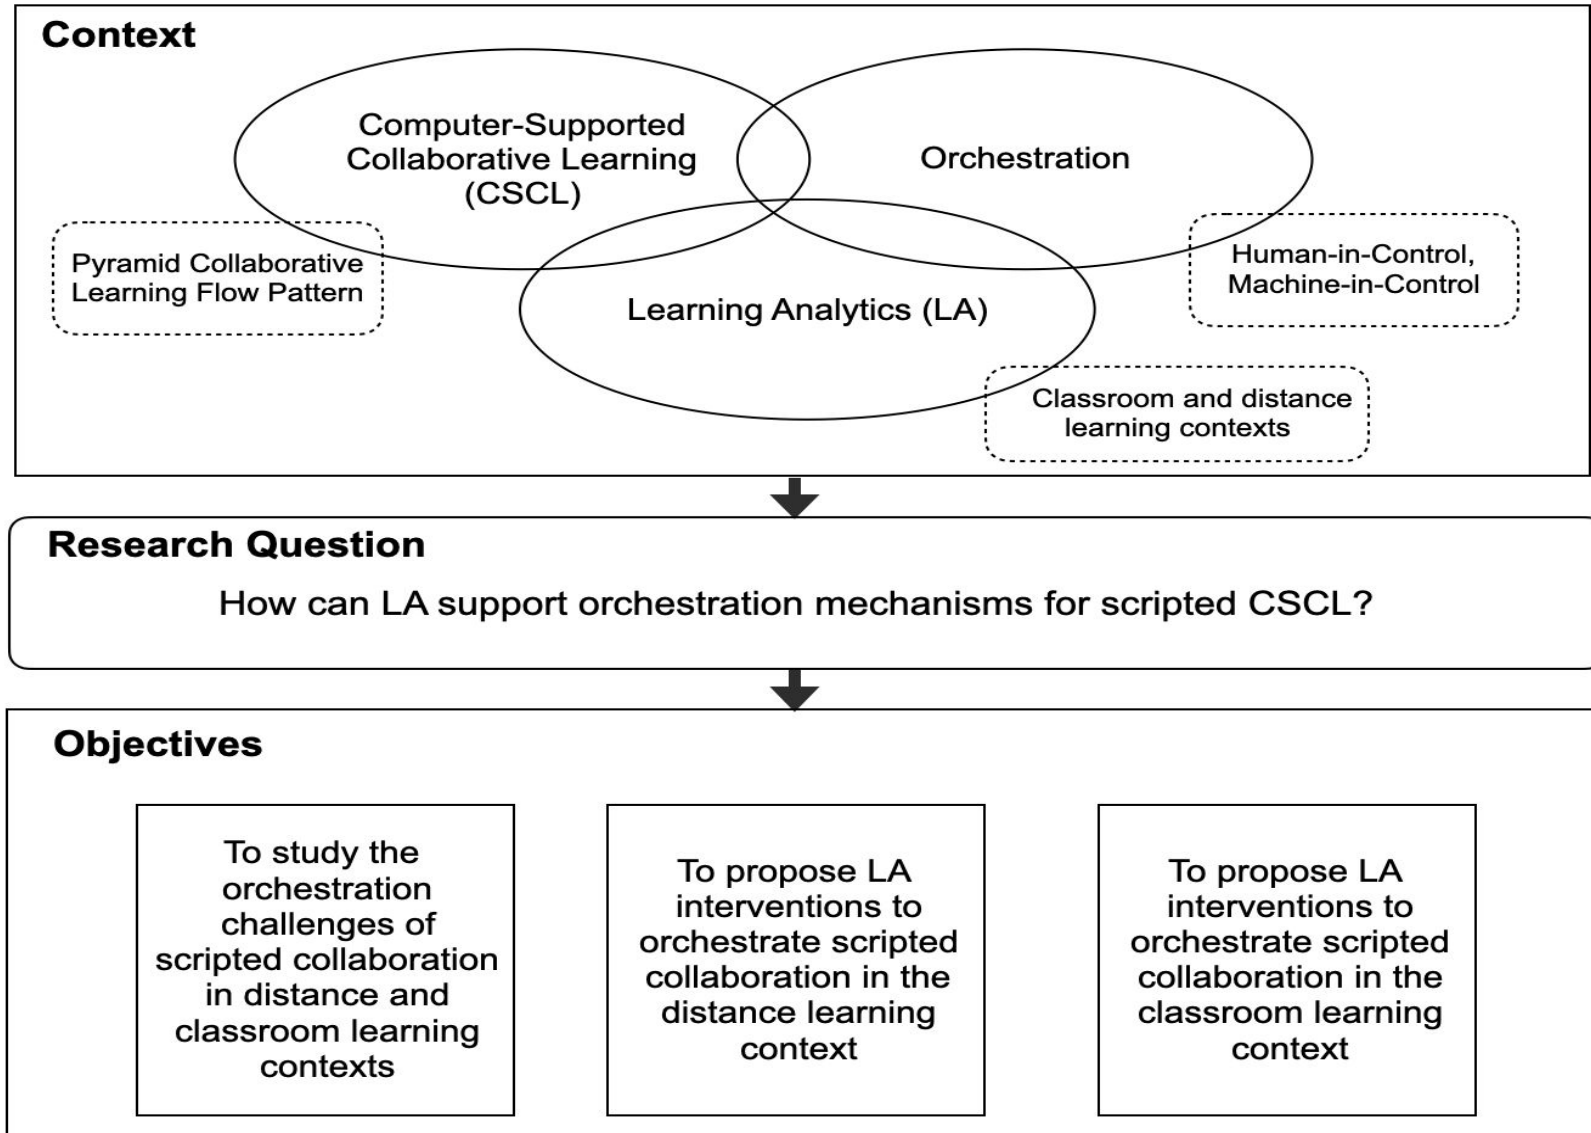 Context
Computer-Supported
Collaborative Learning
(CSCL)
Orchestration
Pyramid Collaborative
Learning Flow Pattern
Human-in-Control,
Machine-in-Control
Learning Analytics (LA)
Classroom and distance
learning contexts
Research Question
How can LA support orchestration mechanisms for scripted CSCL?
Objectives
To study the
orchestration
challenges of
scripted collaboration
in distance and
classroom learning
contexts
To propose LA
interventions to
orchestrate scripted
collaboration in the
distance learning
context
To propose LA
interventions to
orchestrate scripted
collaboration in the
classroom learning
context